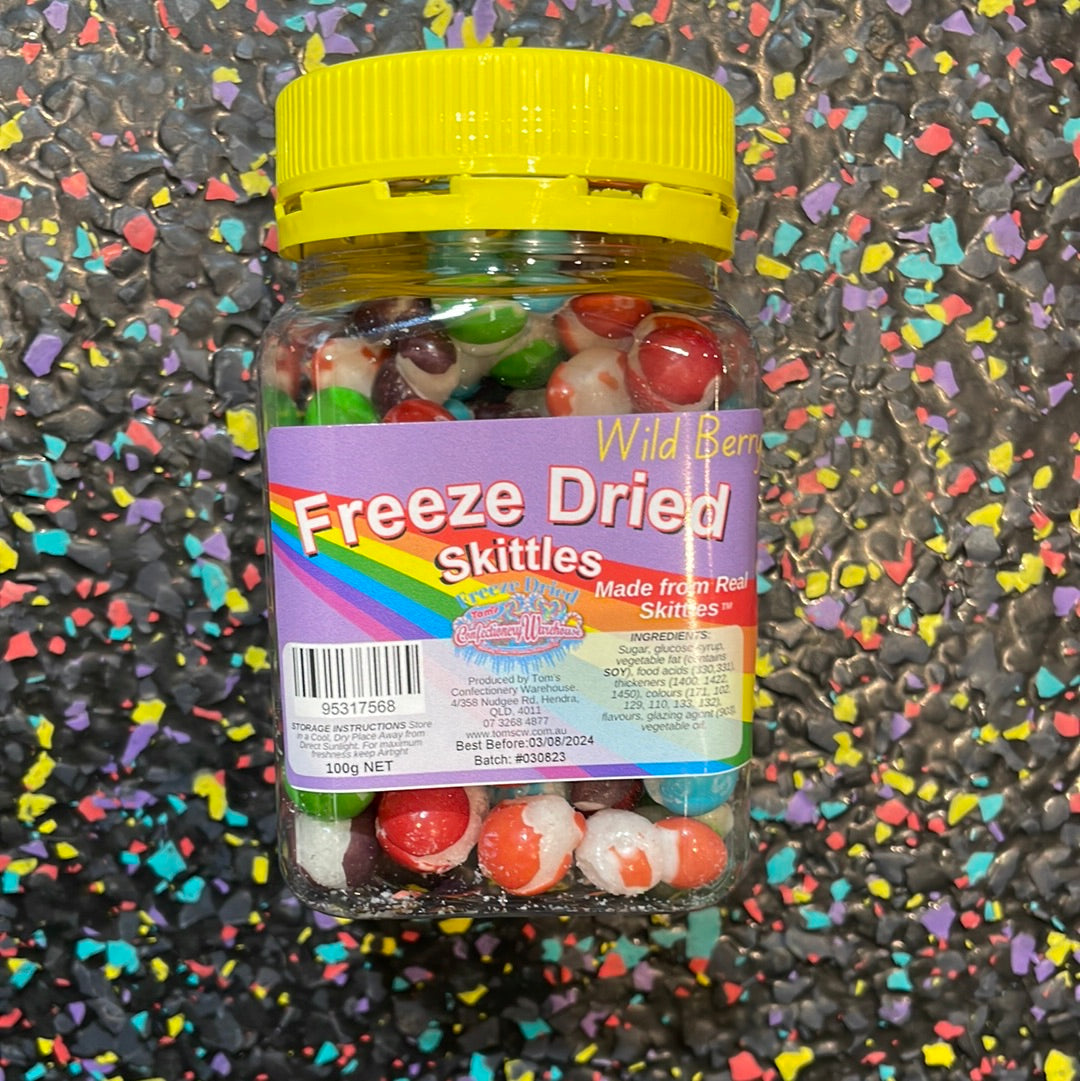 Wild Berry
Freeze Dried
Skittles
Made from Real
Skittles™
Freeze Dried
Tom's
Confectionery Warehouse
95317568
STORAGE INSTRUCTIONS Store
in a Cool, Dry Place Away from
Direct Sunlight. For maximum
freshness keep Airtight
100g NET
Produced by Tom's
Confectionery Warehouse.
4/358 Nudgee Rd, Hendra,
QLD, 4011
07 3268 4877
www.tomscw.com.au
Best Before:03/08/2024
Batch: #030823
INGREDIENTS:
Sugar, glucose syrup,
vegetable fat (contains
SOY), food acids (330,331),
thickeners (1400, 1422,
1450), colours (171, 102,
129, 110, 133, 132),
flavours, glazing agent
vegetable oil.